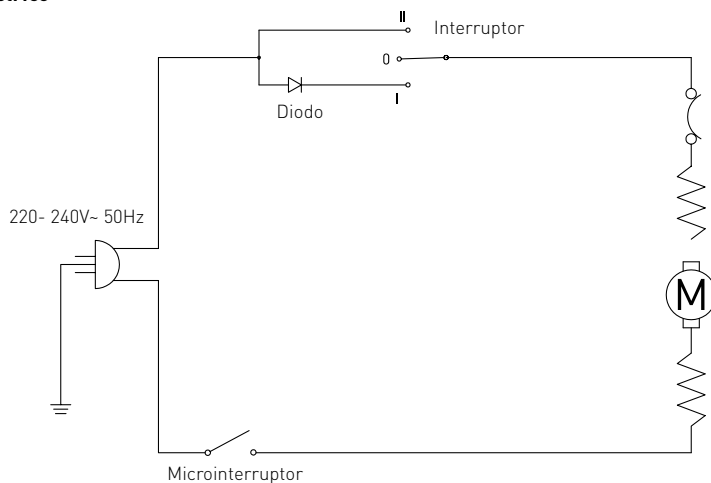 II
Interruptor
0
I
Diodo
220- 240V~ 50Hz
M
Microinterruptor